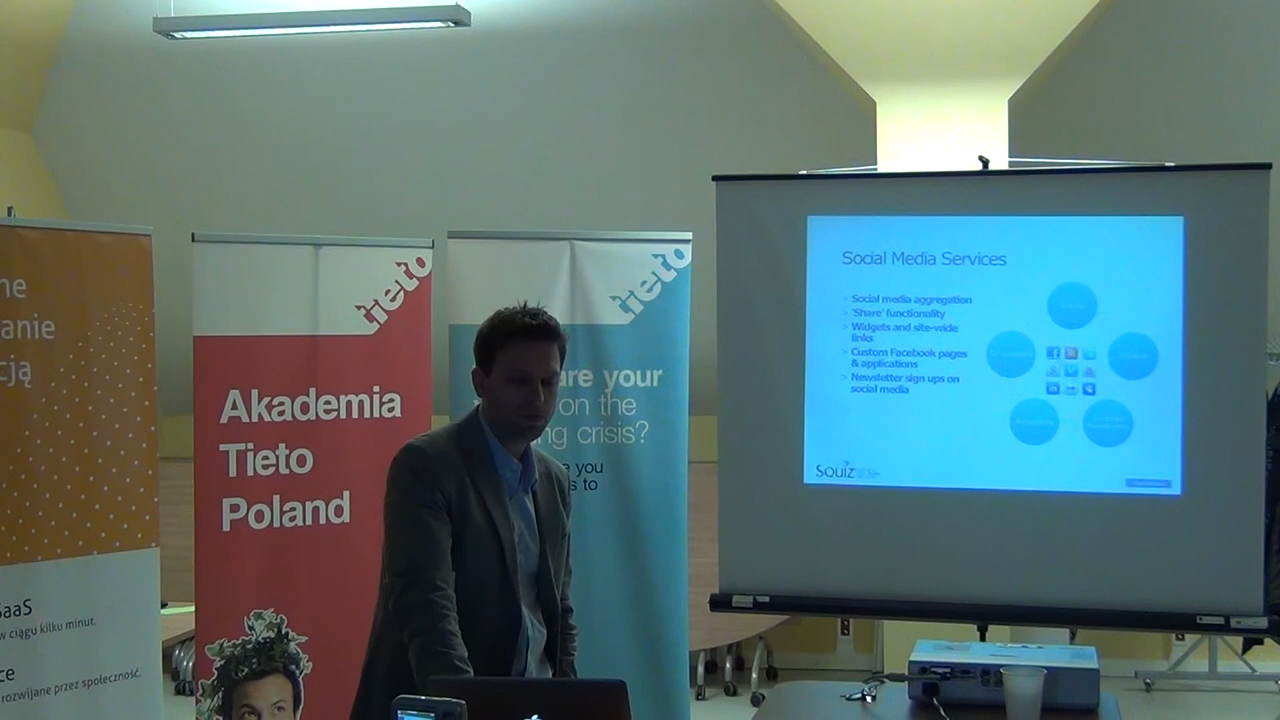 ne
anie
cją
SaaS
w ciągu kilku minut.
ce
rozwijane przez społeczność.
tieto
Akademia
Tieto
Poland
tieto
are your
on the
ng crisis?
e you
s to
Social Media Services
> Social media aggregation
> 'Share' functionality
> Widgets and site-wide
links
> Custom Facebook pages
& applications
> Newsletter sign ups on
social media
Squiz